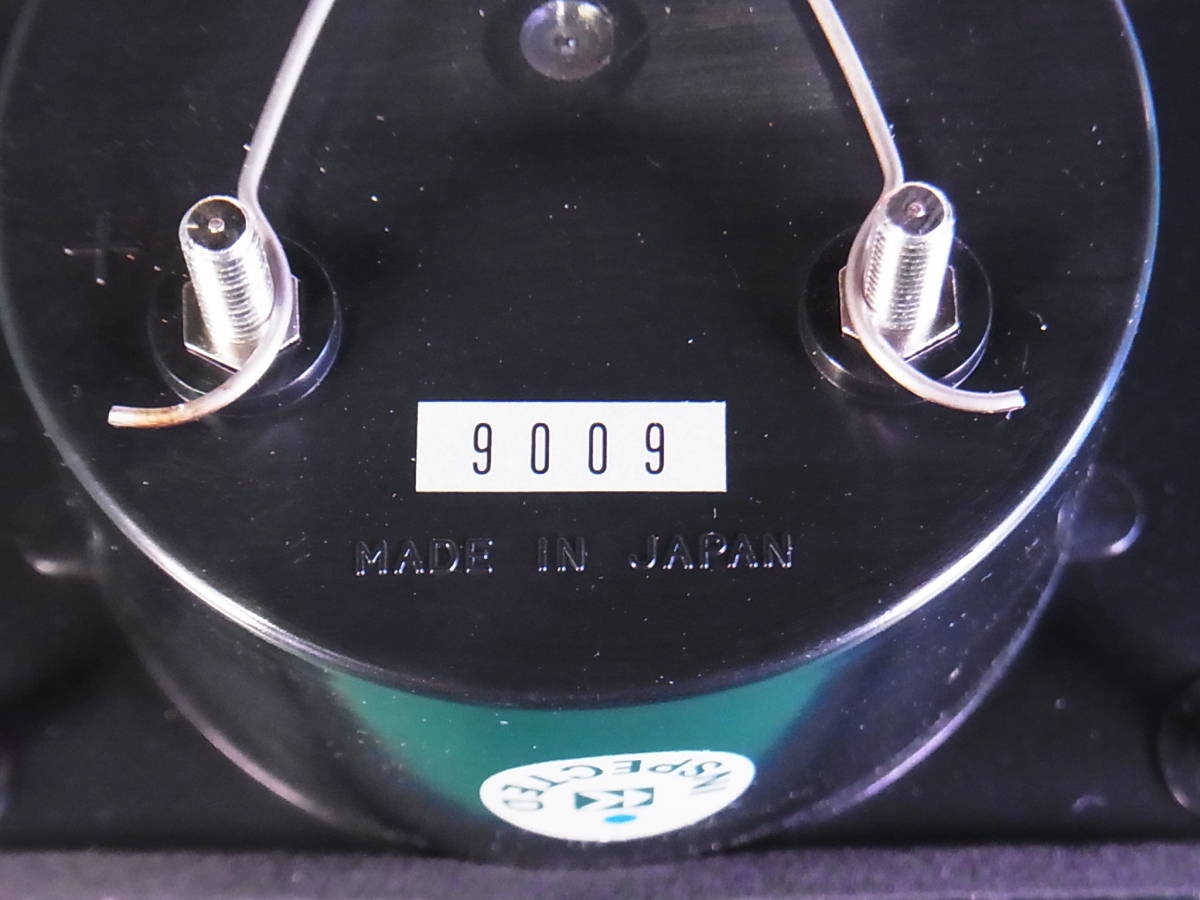 +
9009
MADE IN JAPAN
INSPECTED